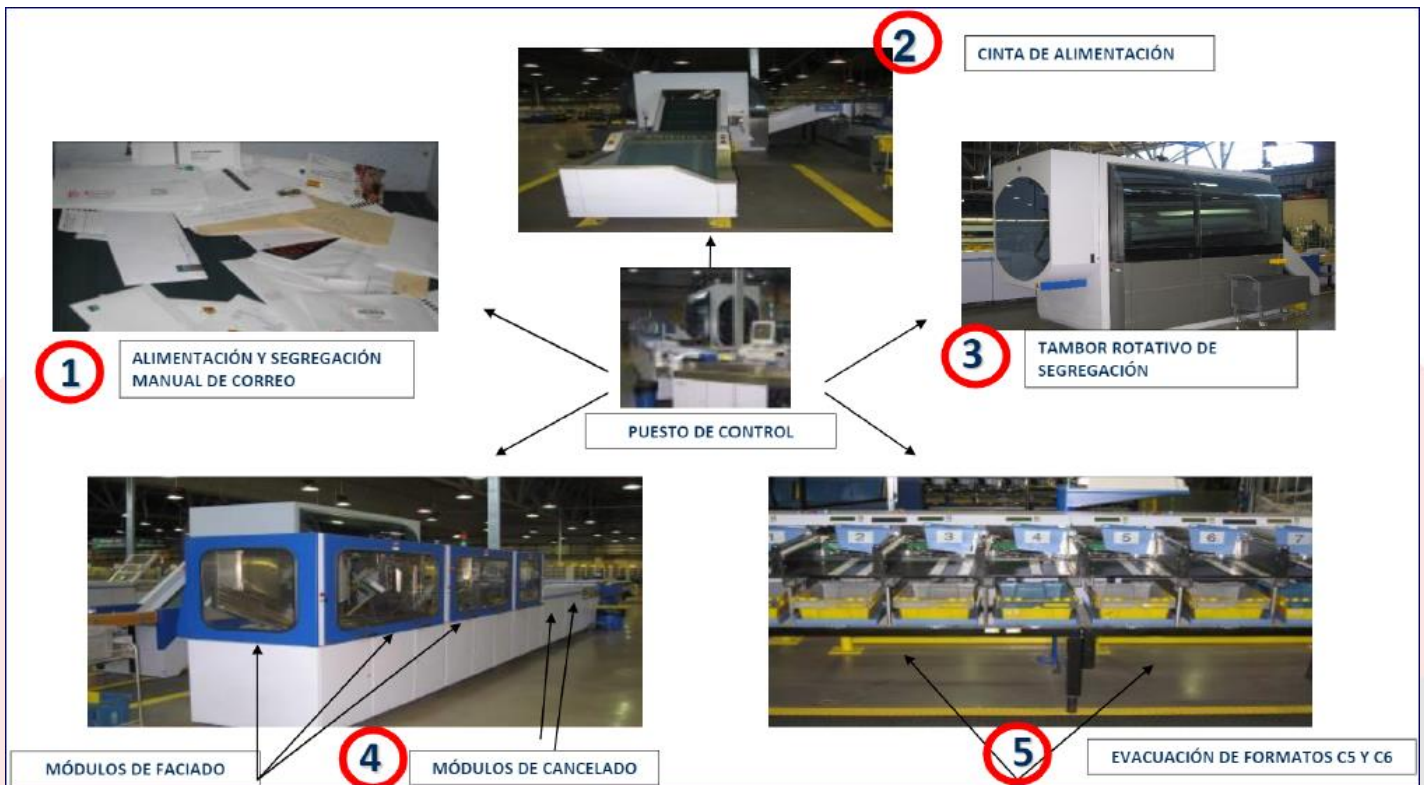 2
CINTA DE ALIMENTACIÓN
1
ALIMENTACIÓN Y SEGREGACIÓN
MANUAL DE CORREO
3
TAMBOR ROTATIVO DE
SEGREGACIÓN
PUESTO DE CONTROL
2 3 4 5 6 7
MÓDULOS DE FACIADO
4
MÓDULOS DE CANCELADO
5
EVACUACIÓN DE FORMATOS C5 Y C6